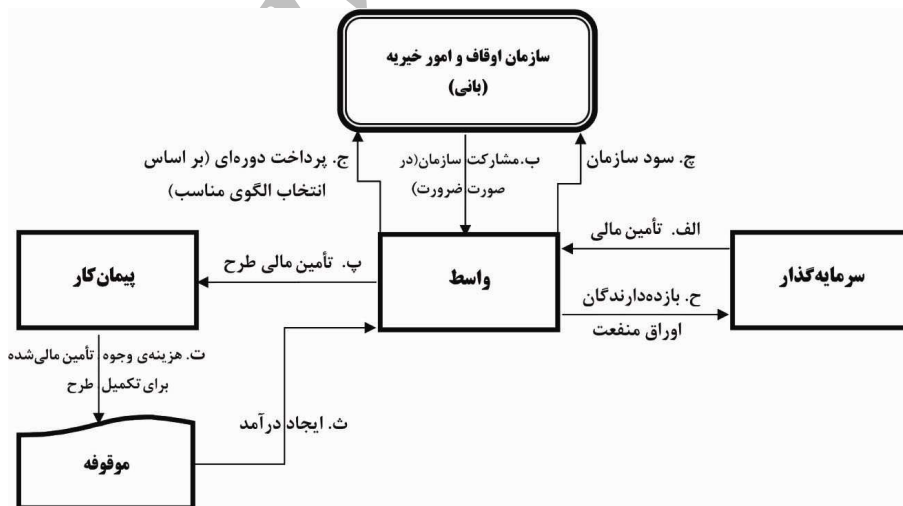 سازمان اوقاف و امور خیریه
(بانی)
ج. پرداخت دوره‌ای (بر اساس
انتخاب الگوی مناسب)
ب.مشارکت سازمان(در
صورت ضرورت)
چ. سود سازمان
الف. تأمین مالی
سرمایه‌گذار
واسط
پ. تأمین مالی طرح
پیمان‌کار
ح. بازده‌دارندگان
اوراق منفعت
ت. هزینه‌ی وجوه تأمین مالی‌شده
برای تکمیل طرح
ث. ایجاد درآمد
موقوفه